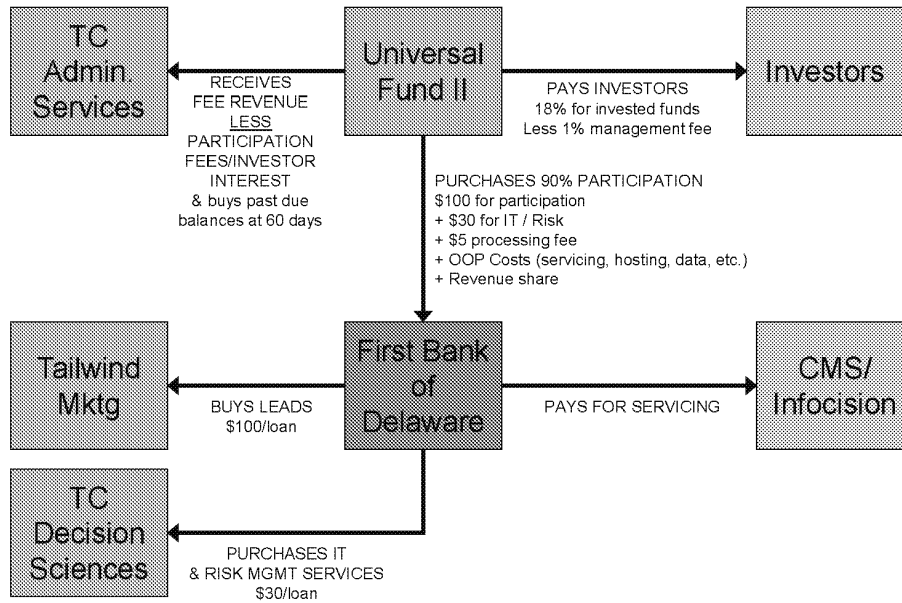 TC
Admin.
Services
Universal
Fund II
Investors
RECEIVES
FEE REVENUE
LESS
PARTICIPATION
FEES/INVESTOR
INTEREST
& buys past due
balances at 60 days
PAYS INVESTORS
18% for invested funds
Less 1% management fee
PURCHASES 90% PARTICIPATION
$100 for participation
+ $30 for IT / Risk
+ $5 processing fee
+ OOP Costs (servicing, hosting, data, etc.)
+ Revenue share
Tailwind
Mktg
First Bank
of
Delaware
CMS/
Infocision
BUYS LEADS
$100/loan
PAYS FOR SERVICING
TC
Decision
Sciences
PURCHASES IT
& RISK MGMT SERVICES
$30/loan